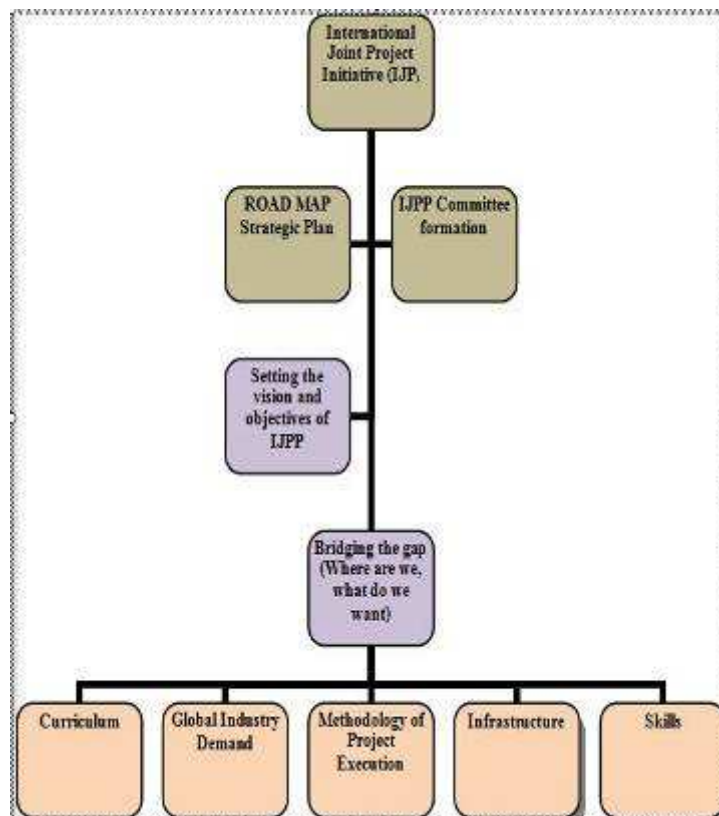 International
Joint Project
Initiative (IJP
ROAD MAP
Strategic Plan
IJPP Committee
formation
Setting the
vision and
objectives of
IJPP
Bridging the gap
(Where are we,
what do we
want)
Curriculum
Global Industry
Demand
Methodology of
Project
Execution
Infrastructure
Skills